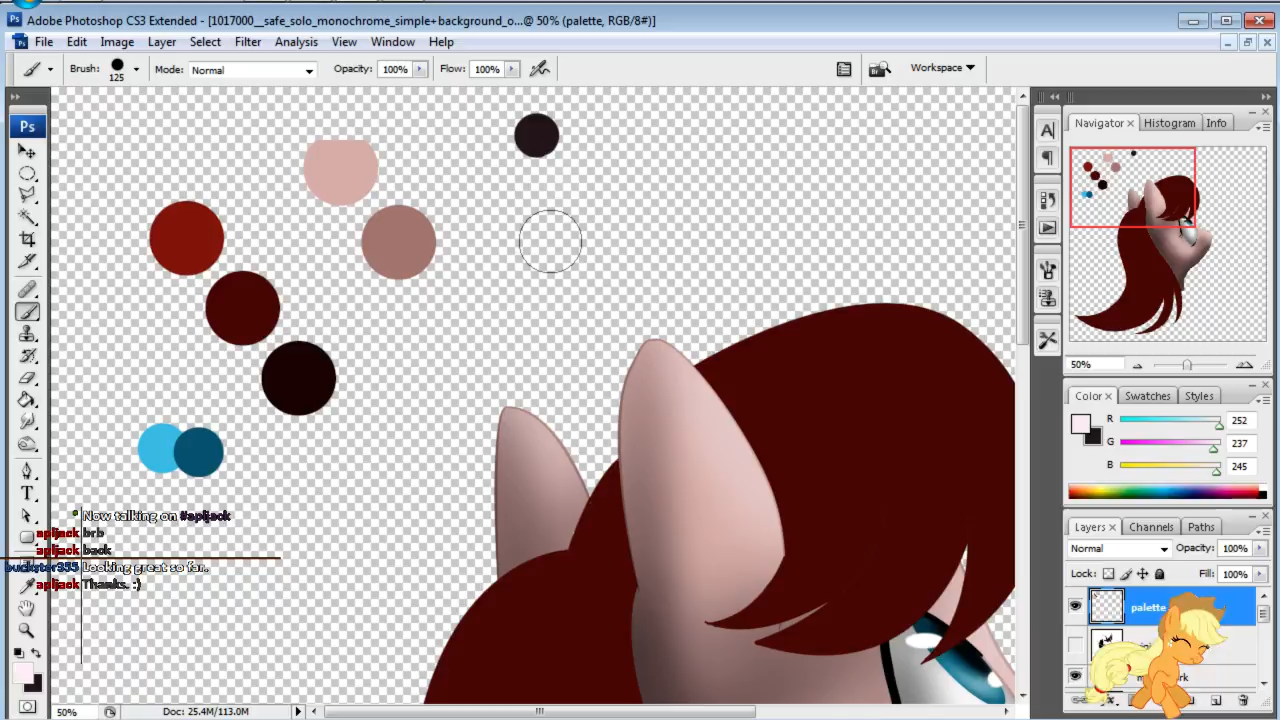 Ps Adobe Photoshop CS3 Extended - [1017000__safe_solo_monochrome_simple+background_o...@ 50% (palette, RGB/8#)]
File Edit Image Layer Select Filter Analysis View Window Help
Brush: 125 Mode: Normal Opacity: 100% Flow: 100% Workspace
Ps
Navigator Histogram Info
50%
Color Swatches Styles
R 252
G 237
B 245
Layers Channels Paths
Normal Opacity: 100%
Lock: Fill: 100%
palette
Now talking on #apljack
apljack brb
apljack back
buckster355 Looking great so far.
apljack Thanks. :)
50% Doc: 25.4M/113.0M